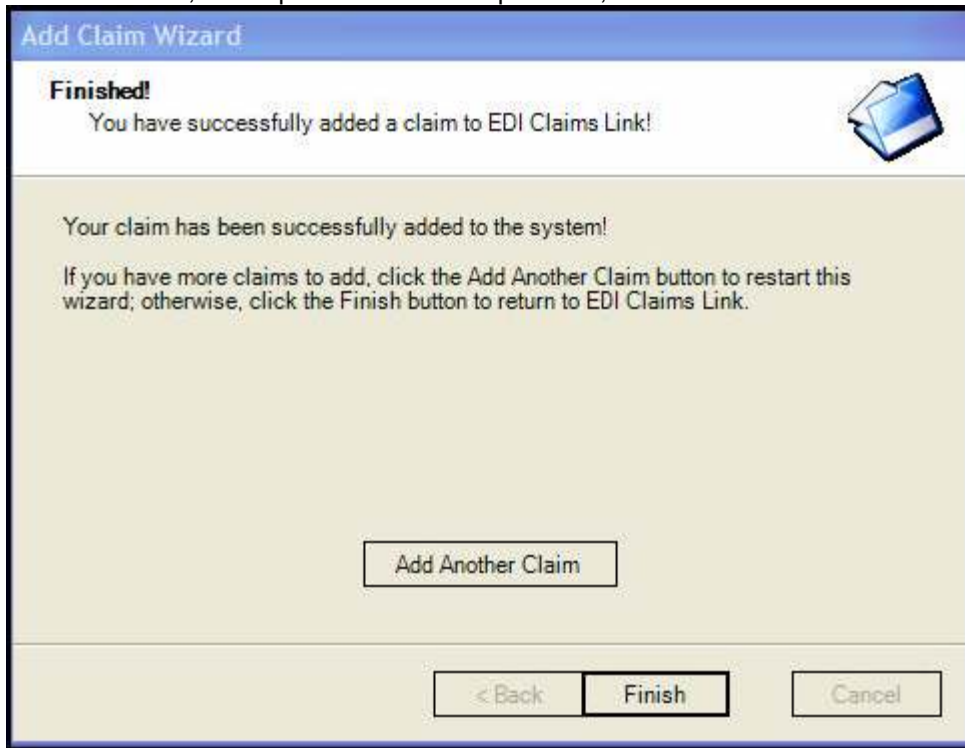 Add Claim Wizard
Finished!
You have successfully added a claim to EDI Claims Link!
Your claim has been successfully added to the system!
If you have more claims to add, click the Add Another Claim button to restart this
wizard; otherwise, click the Finish button to return to EDI Claims Link.
Add Another Claim
< Back Finish Cancel